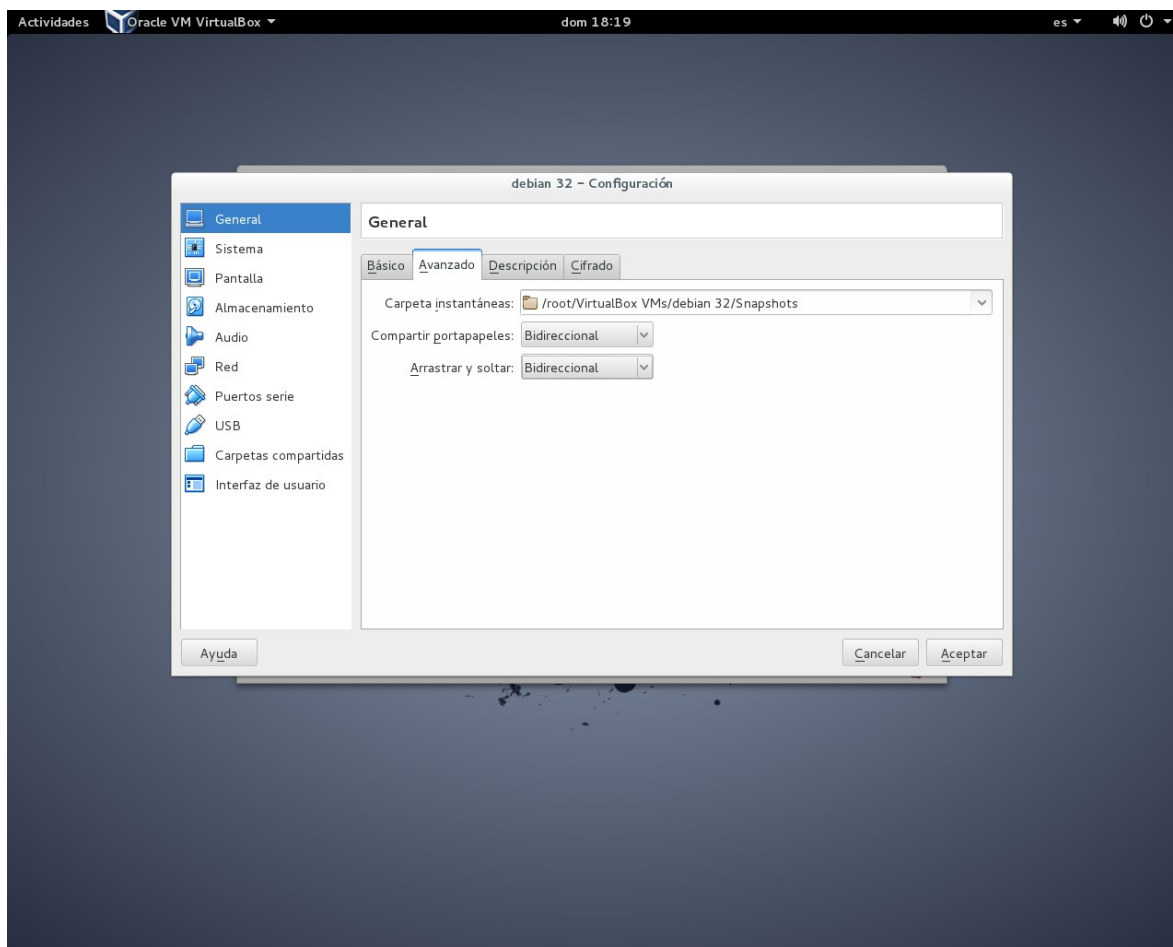 Actividades Oracle VM VirtualBox dom 18:19 es
debian 32 - Configuración
General
Sistema
Pantalla
Almacenamiento
Audio
Red
Puertos serie
USB
Carpetas compartidas
Interfaz de usuario
General
Básico Avanzado Descripción Cifrado
Carpeta instantáneas: /root/VirtualBox VMs/debian 32/Snapshots
Compartir portapapeles: Bidireccional
Arrastrar y soltar: Bidireccional
Ayuda Cancelar Aceptar